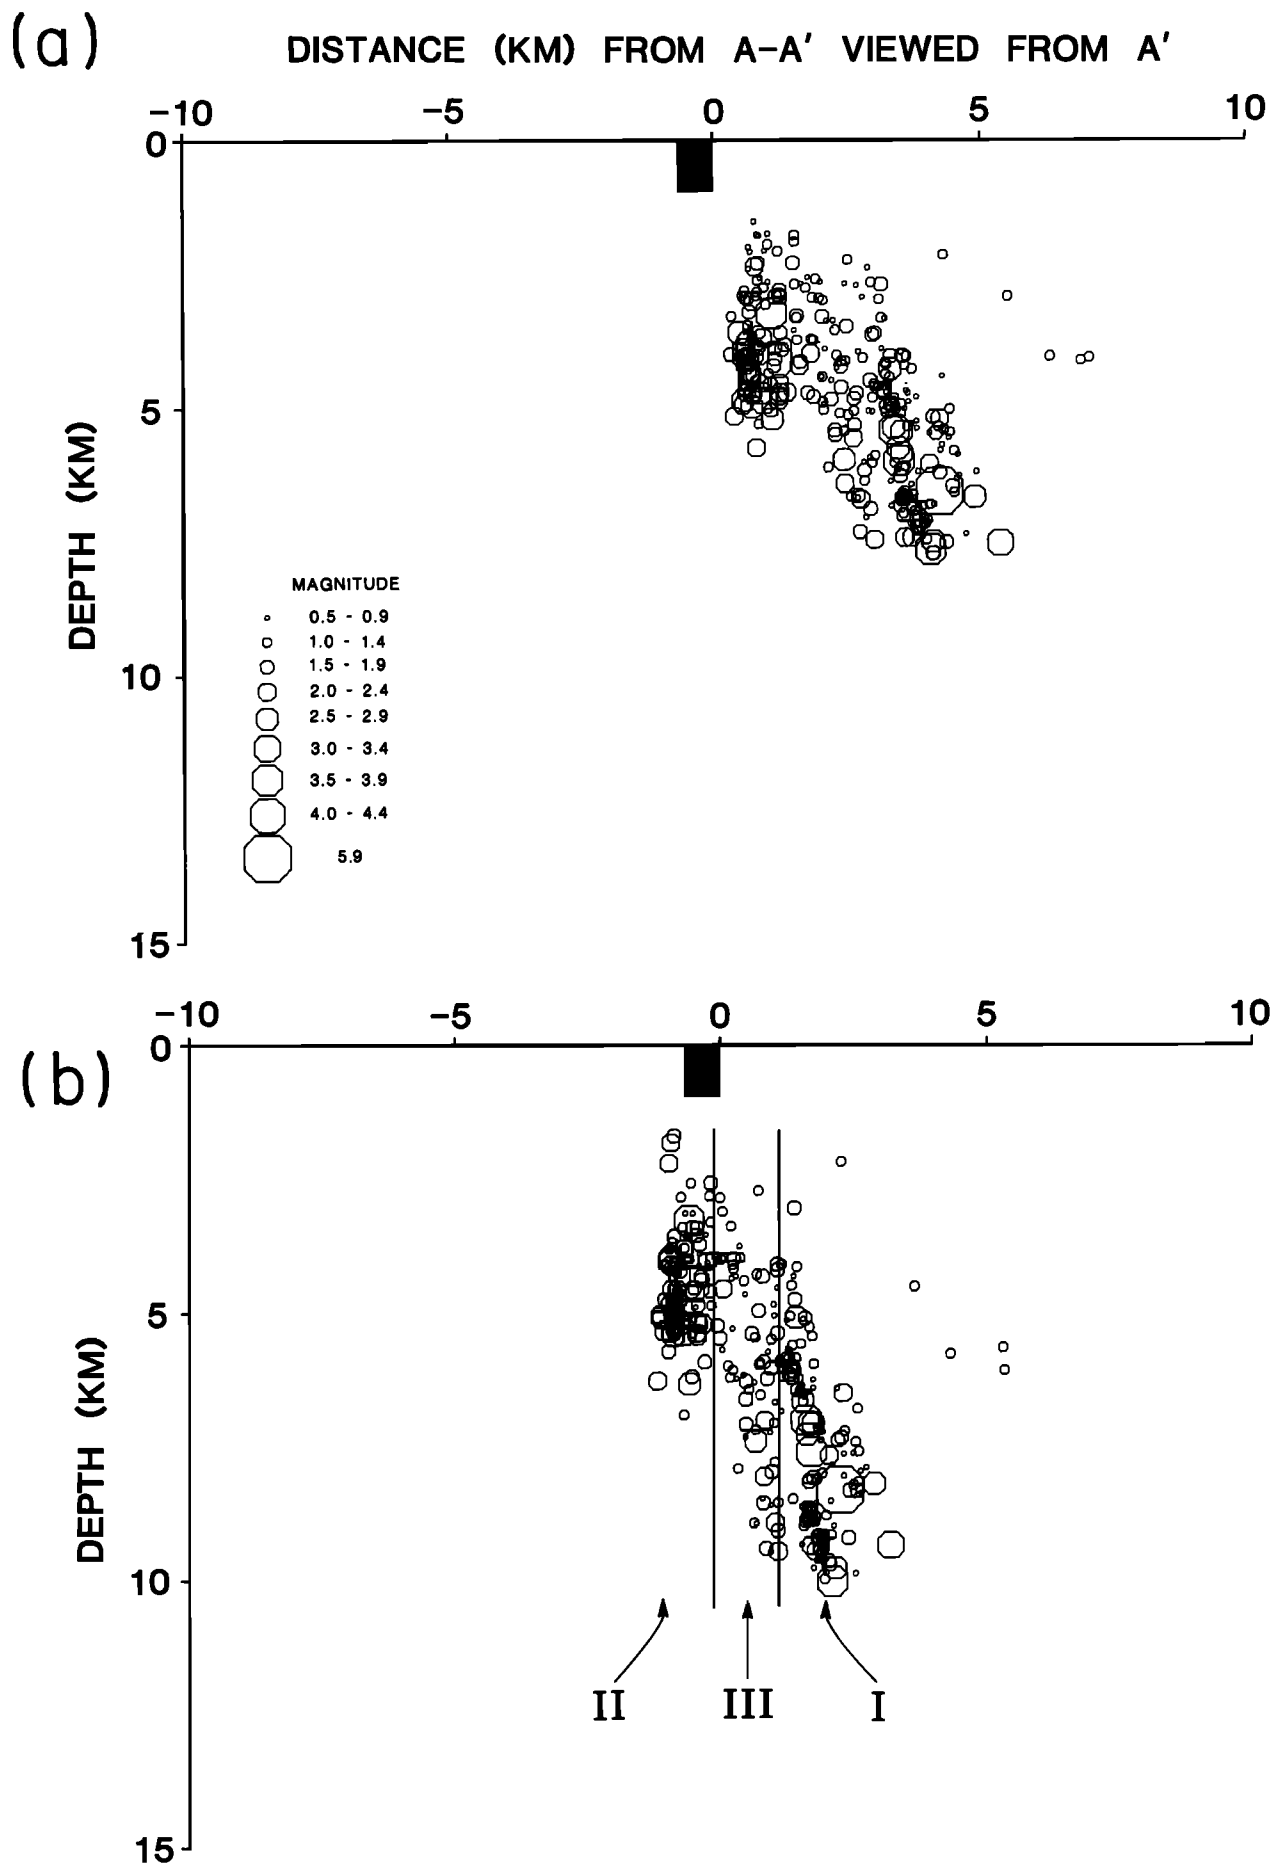 (a)
DISTANCE (KM) FROM A-A' VIEWED FROM A'
-10 -5 0 5 10
0
5
10
15
DEPTH (KM)
MAGNITUDE
0.5 - 0.9
1.0 - 1.4
1.5 - 1.9
2.0 - 2.4
2.5 - 2.9
3.0 - 3.4
3.5 - 3.9
4.0 - 4.4
5.9
(b)
-10 -5 0 5 10
0
5
10
15
DEPTH (KM)
II III I